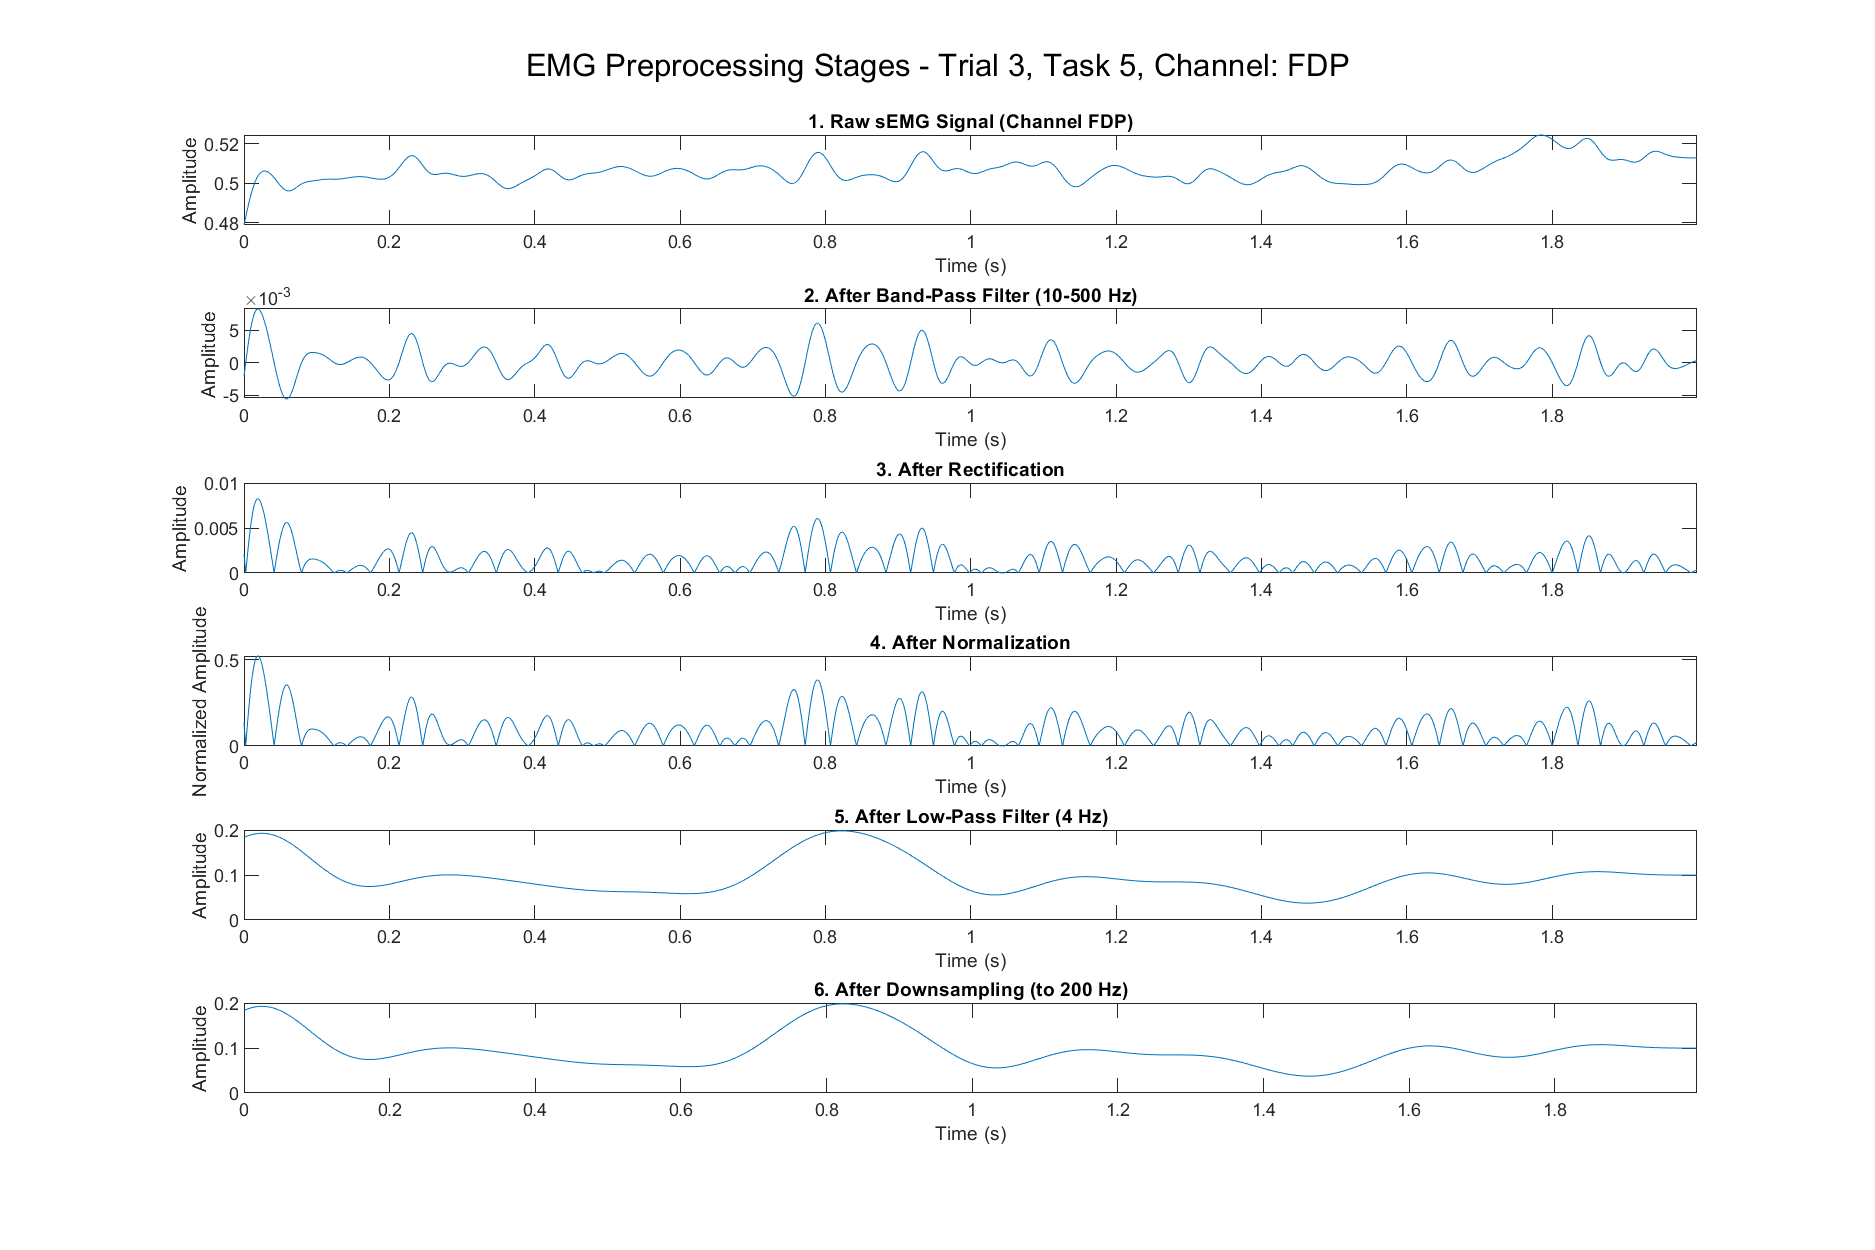 EMG Preprocessing Stages - Trial 3, Task 5, Channel: FDP
1. Raw sEMG Signal (Channel FDP)
Amplitude
0.52
0.5
0.48
0 0.2 0.4 0.6 0.8 1 1.2 1.4 1.6 1.8
Time (s)
×10-3
2. After Band-Pass Filter (10-500 Hz)
Amplitude
5
0
-5
0 0.2 0.4 0.6 0.8 1 1.2 1.4 1.6 1.8
Time (s)
3. After Rectification
Amplitude
0.01
0.005
0
0 0.2 0.4 0.6 0.8 1 1.2 1.4 1.6 1.8
Time (s)
4. After Normalization
Normalized Amplitude
0.5
0
0 0.2 0.4 0.6 0.8 1 1.2 1.4 1.6 1.8
Time (s)
5. After Low-Pass Filter (4 Hz)
Amplitude
0.2
0.1
0
0 0.2 0.4 0.6 0.8 1 1.2 1.4 1.6 1.8
Time (s)
6. After Downsampling (to 200 Hz)
Amplitude
0.2
0.1
0
0 0.2 0.4 0.6 0.8 1 1.2 1.4 1.6 1.8
Time (s)